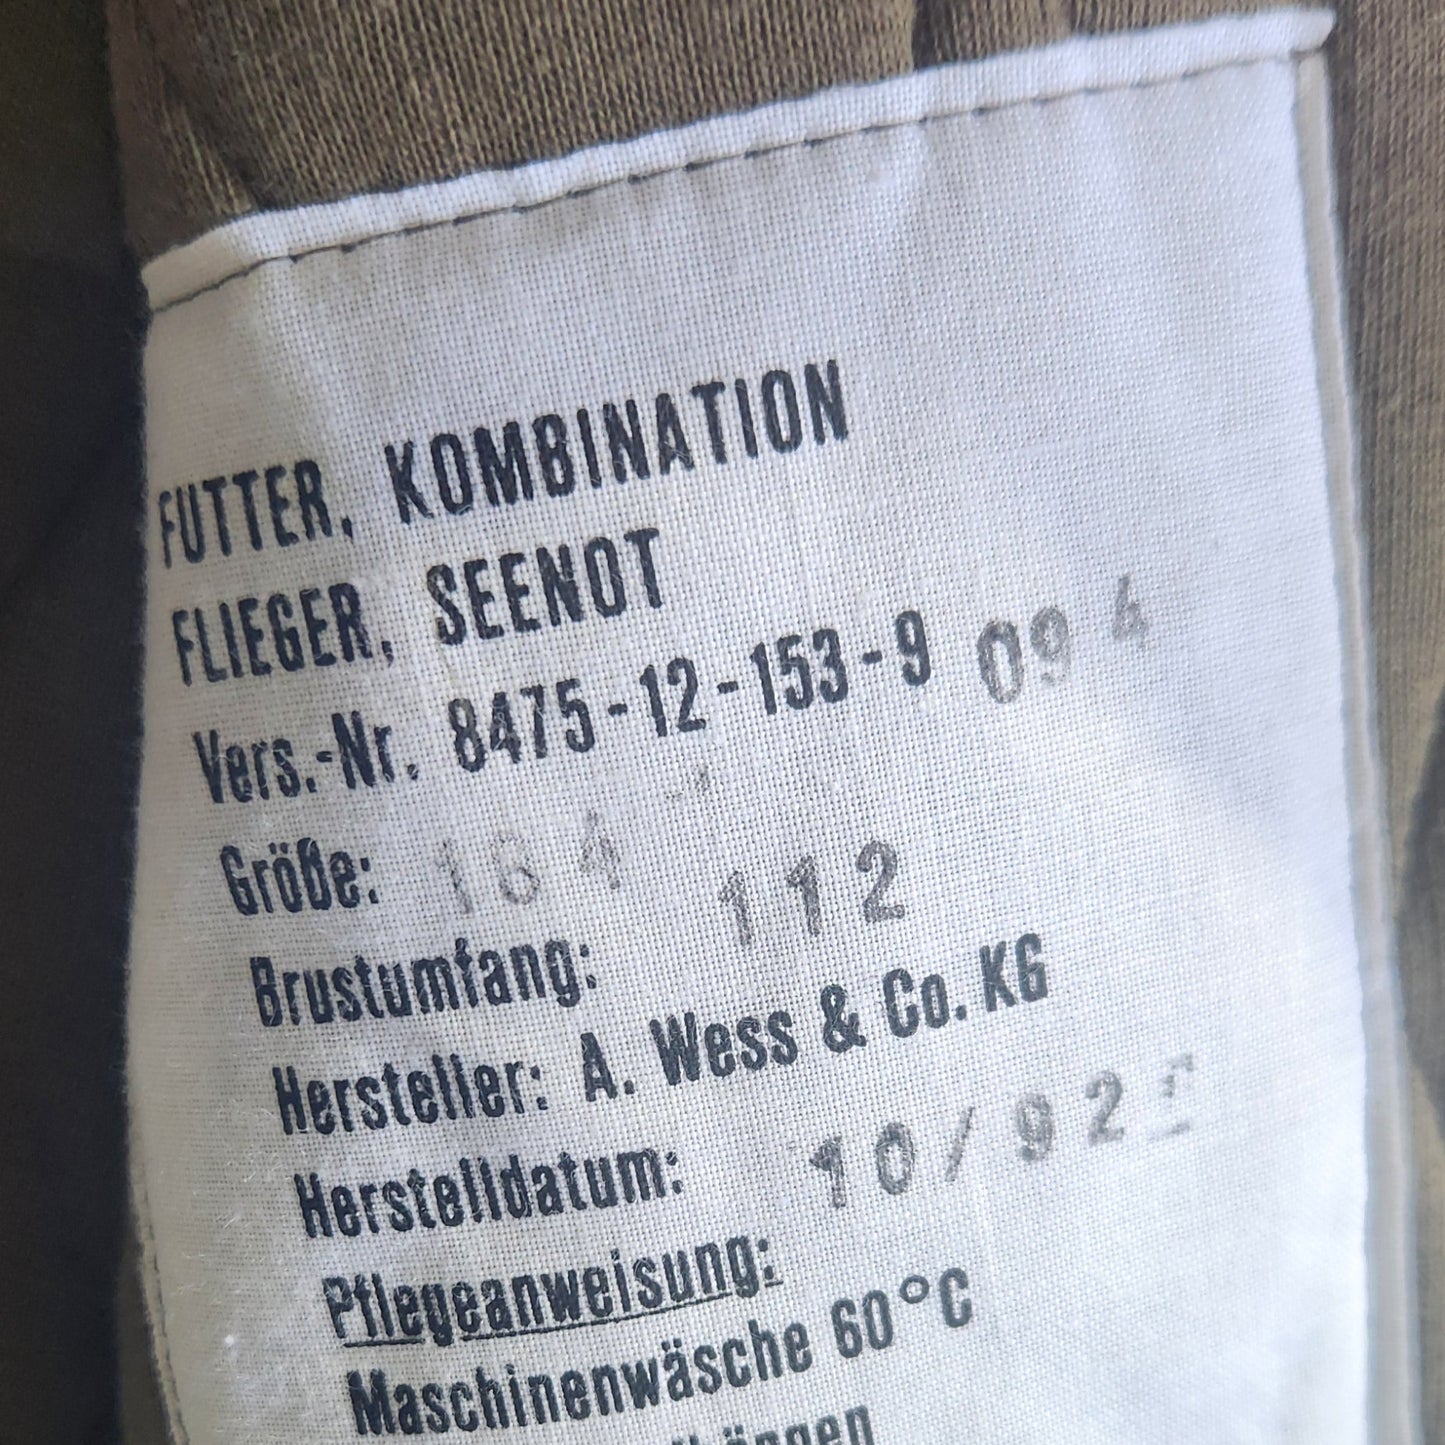 FUTTER, KOMBINATION
FLIEGER, SEENOT
Vers.-Nr. 8475-12-153-9 094
Größe: 184
Brustumfang: 112
Hersteller: A. Wess & Co. KG
Herstelldatum: 10/92
Pflegeanweisung:
Maschinenwäsche 60°C